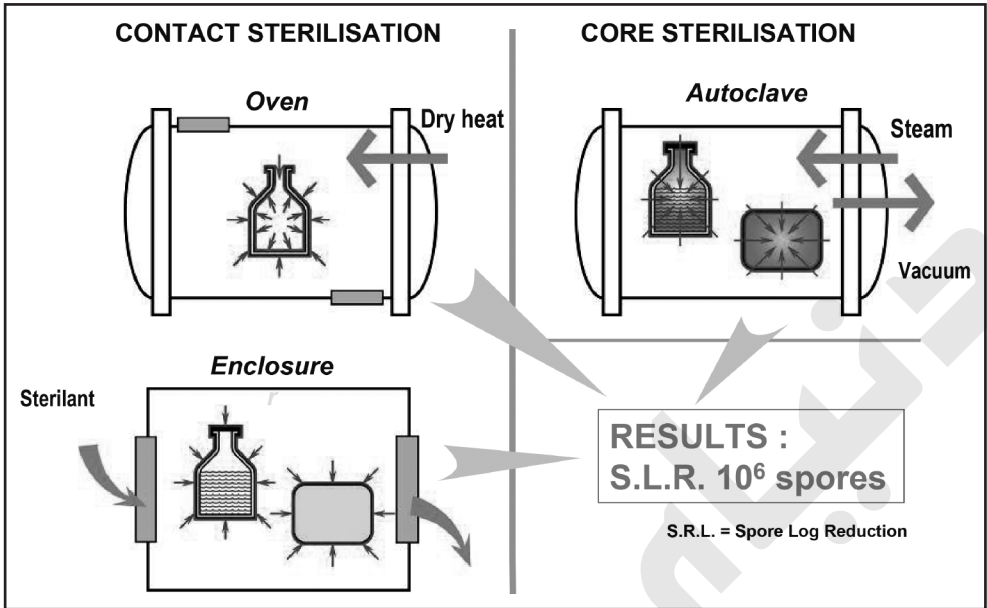 CONTACT STERILISATION
Oven
Dry heat
Enclosure
r
Sterilant
CORE STERILISATION
Autoclave
Steam
Vacuum
RESULTS :
S.L.R. 10⁶ spores
S.R.L. = Spore Log Reduction